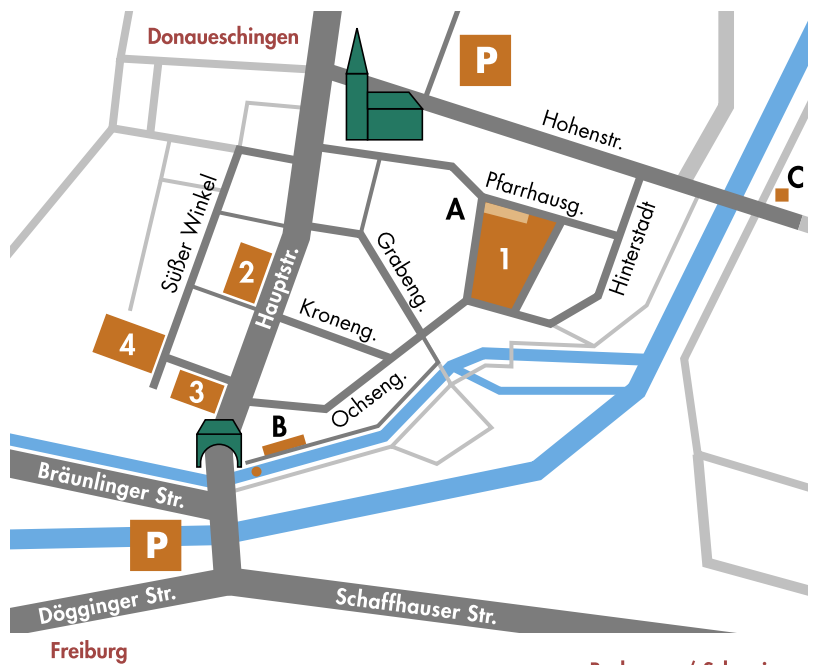 Donaueschingen
P
Hohenstr.
C
Süßer Winkel
A
Pfarrhausg.
1
Hinterstadt
2
Hauptstr.
Grabeng.
Kroneng.
4
3
Ochseng.
B
Bräunlinger Str.
P
Dögginger Str.
Schaffhauser Str.
Freiburg